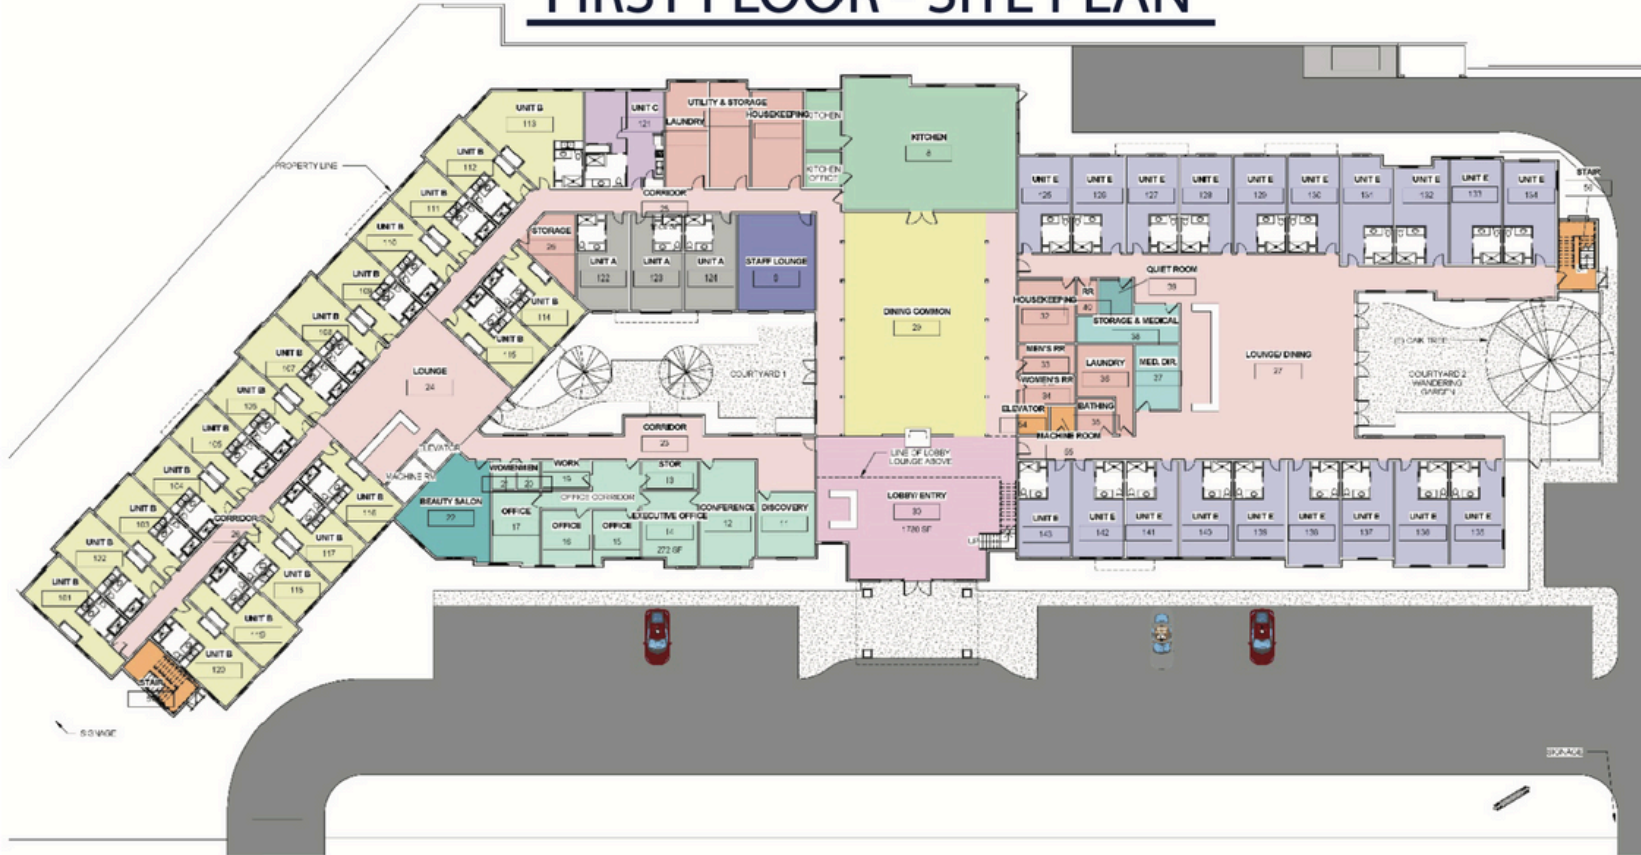 FIRST FLOOR - SITE PLAN
PROPERTY LINE
UNIT B
113
UNIT C
121
UTILITY & STORAGE
LAUNDRY
HOUSEKEEPING
KITCHEN
KITCHEN
OFFICE
KITCHEN
8
UNIT B
112
UNIT B
111
UNIT B
110
UNIT B
109
UNIT B
108
UNIT B
107
UNIT B
106
UNIT B
105
UNIT B
104
UNIT B
103
UNIT B
102
UNIT B
101
CORRIDOR
STORAGE
26
UNIT A
122
UNIT A
123
UNIT A
124
STAFF LOUNGE
9
UNIT B
114
UNIT B
115
LOUNGE
24
COURTYARD 1
DINING COMMON
29
CORRIDOR
25
ELEVATOR
MACHINE RM
BEAUTY SALON
22
WOMEN
MEN
20
WORK
19
STOR
13
OFFICE CORRIDOR
OFFICE
17
OFFICE
16
OFFICE
15
EXECUTIVE OFFICE
14
272 SF
CONFERENCE
12
DISCOVERY
11
LINE OF LOBBY
LOUNGE ABOVE
LOBBY/ ENTRY
UP
UNIT B
116
UNIT B
117
UNIT B
118
UNIT B
119
UNIT B
120
CORRIDOR
STAIR
SIGNAGE
UNIT E
125
UNIT E
126
UNIT E
127
UNIT E
128
UNIT E
129
UNIT E
130
UNIT E
131
UNIT E
132
UNIT E
133
UNIT E
134
STAIR
QUIET ROOM
39
HOUSEKEEPING
32
RR
40
STORAGE & MEDICAL
38
MEN'S RR
33
WOMEN'S RR
34
LAUNDRY
36
MED. DIR.
37
BATHING
35
ELEVATOR
MACHINE ROOM
LOUNGE/ DINING
27
(E) OAK TREE
COURTYARD 2
WANDERING
GARDEN
143
UNIT E
142
UNIT E
141
UNIT E
140
UNIT E
139
UNIT E
138
UNIT E
137
UNIT E
136
UNIT E
135
SIGNAGE